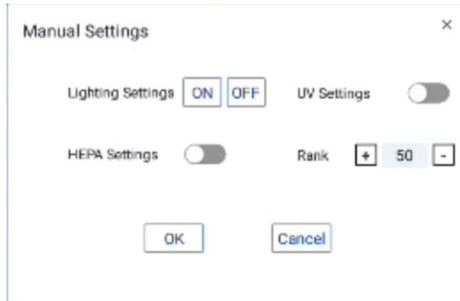 Manual Settings ×
Lighting Settings ON OFF UV Settings
HEPA Settings Rank + 50 -
OK Cancel